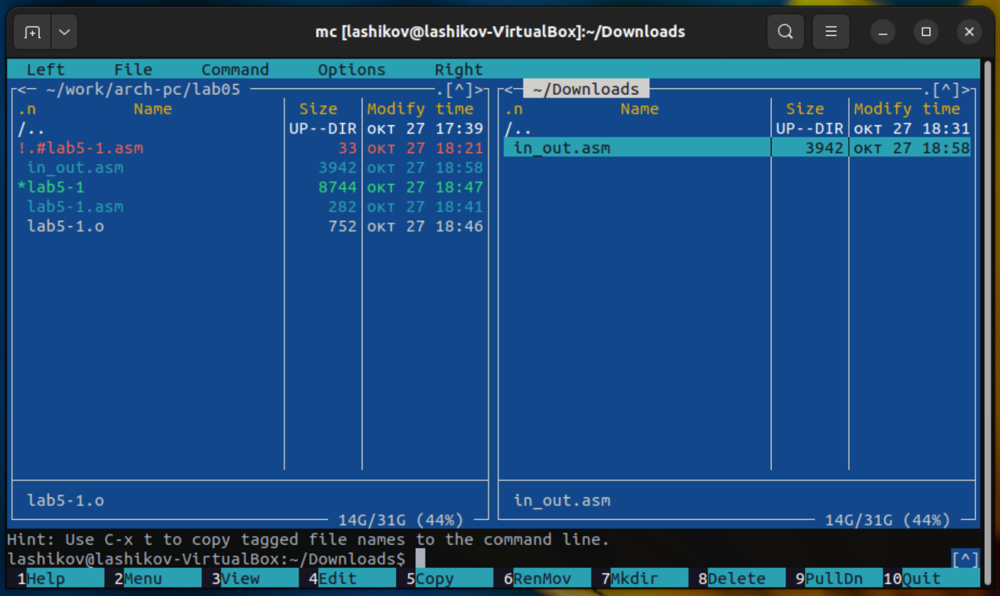 mc [lashikov@lashikov-VirtualBox]:~/Downloads
Left File Command Options Right
<─ ~/work/arch-pc/lab05 .[^]> <─ ~/Downloads .[^]>
.n Name Size Modify time .n Name Size Modify time
/.. UP--DIR окт 27 17:39 /.. UP--DIR окт 27 18:31
!.#lab5-1.asm 33 окт 27 18:21 in_out.asm 3942 окт 27 18:58
in_out.asm 3942 окт 27 18:58
*lab5-1 8744 окт 27 18:47
lab5-1.asm 282 окт 27 18:41
lab5-1.o 752 окт 27 18:46
lab5-1.o in_out.asm
14G/31G (44%) 14G/31G (44%)
Hint: Use C-x t to copy tagged file names to the command line.
lashikov@lashikov-VirtualBox:~/Downloads$ [^]
1Help 2Menu 3View 4Edit 5Copy 6RenMov 7Mkdir 8Delete 9PullDn 10Quit